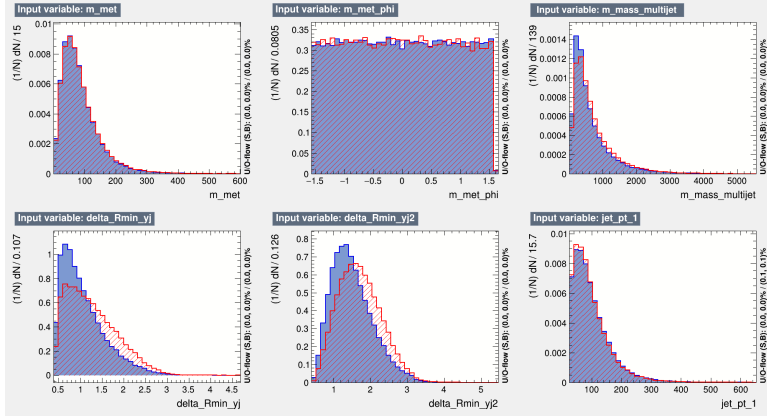 Input variable: m_met
(1/N) dN / 15
0.01
0.008
0.006
0.004
0.002
0
100 200 300 400 500 600
m_met
U/O-flow (S,B): (0.0, 0.0)% / (0.0, 0.0)%
Input variable: m_met_phi
(1/N) dN / 0.0805
0.35
0.3
0.25
0.2
0.15
0.1
0.05
0
−1.5 −1 −0.5 0 0.5 1 1.5
m_met_phi
U/O-flow (S,B): (0.0, 0.0)% / (0.0, 0.0)%
Input variable: m_mass_multijet
(1/N) dN / 139
0.0014
0.0012
0.001
0.0008
0.0006
0.0004
0.0002
0
1000 2000 3000 4000 5000
m_mass_multijet
U/O-flow (S,B): (0.0, 0.0)% / (0.0, 0.0)%
Input variable: delta_Rmin_yj
(1/N) dN / 0.107
1
0.8
0.6
0.4
0.2
0
0.5 1 1.5 2 2.5 3 3.5 4 4.5
delta_Rmin_yj
U/O-flow (S,B): (0.0, 0.0)% / (0.0, 0.0)%
Input variable: delta_Rmin_yj2
(1/N) dN / 0.126
0.8
0.7
0.6
0.5
0.4
0.3
0.2
0.1
0
1 2 3 4 5
delta_Rmin_yj2
U/O-flow (S,B): (0.0, 0.0)% / (0.0, 0.0)%
Input variable: jet_pt_1
(1/N) dN / 15.7
0.01
0.008
0.006
0.004
0.002
0
100 200 300 400 500 600
jet_pt_1
U/O-flow (S,B): (0.0, 0.0)% / (0.1, 0.1)%